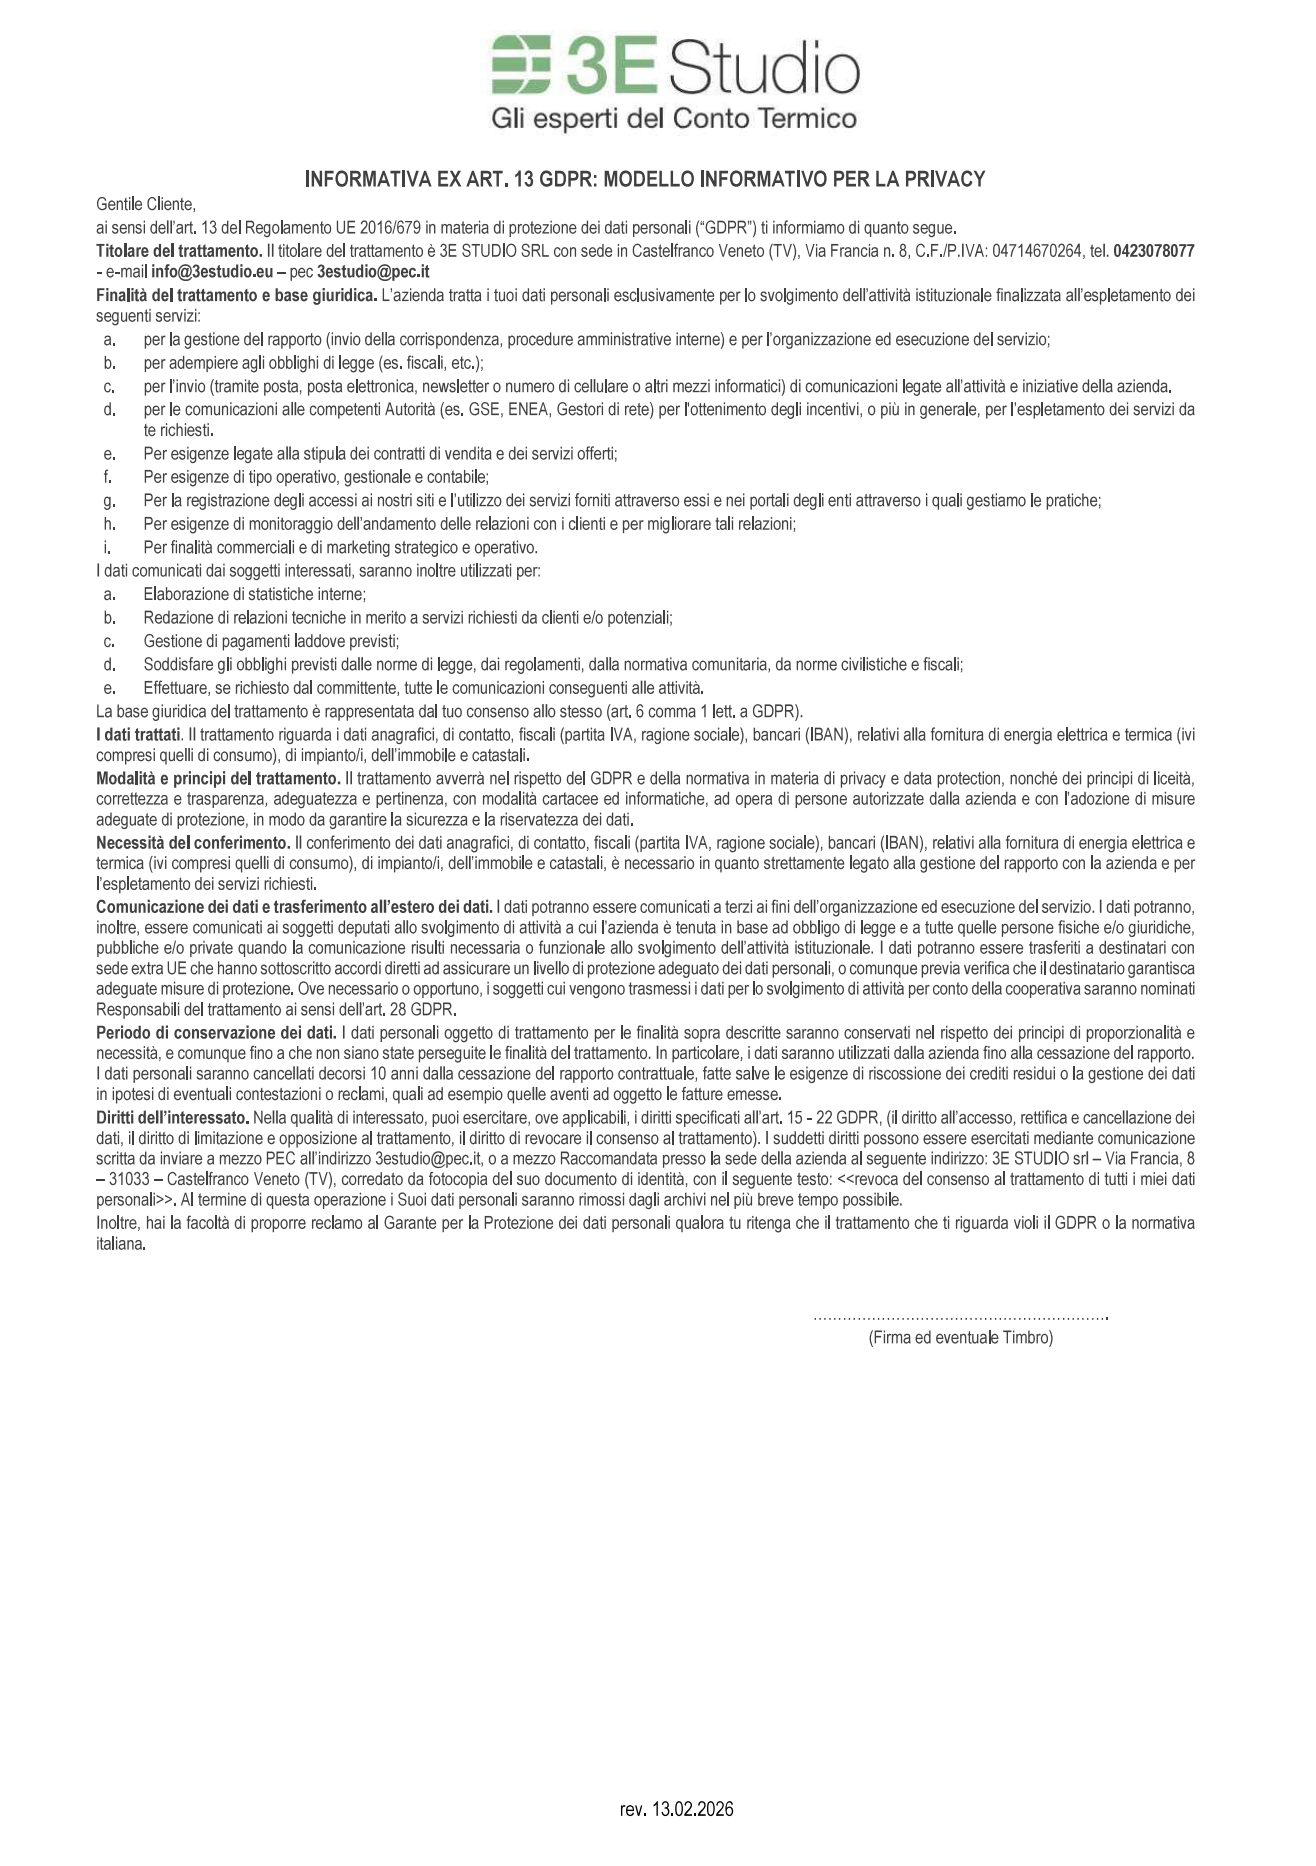 3E Studio
Gli esperti del Conto Termico
INFORMATIVA EX ART. 13 GDPR: MODELLO INFORMATIVO PER LA PRIVACY
Gentile Cliente,
ai sensi dell’art. 13 del Regolamento UE 2016/679 in materia di protezione dei dati personali (“GDPR”) ti informiamo di quanto segue.
Titolare del trattamento. Il titolare del trattamento è 3E STUDIO SRL con sede in Castelfranco Veneto (TV), Via Francia n. 8, C.F./P.IVA: 04714670264, tel. 0423078077
- e-mail info@3estudio.eu – pec 3estudio@pec.it
Finalità del trattamento e base giuridica. L’azienda tratta i tuoi dati personali esclusivamente per lo svolgimento dell’attività istituzionale finalizzata all’espletamento dei
seguenti servizi:
a. per la gestione del rapporto (invio della corrispondenza, procedure amministrative interne) e per l’organizzazione ed esecuzione del servizio;
b. per adempiere agli obblighi di legge (es. fiscali, etc.);
c. per l’invio (tramite posta, posta elettronica, newsletter o numero di cellulare o altri mezzi informatici) di comunicazioni legate all’attività e iniziative della azienda.
d. per le comunicazioni alle competenti Autorità (es. GSE, ENEA, Gestori di rete) per l’ottenimento degli incentivi, o più in generale, per l’espletamento dei servizi da
te richiesti.
e. Per esigenze legate alla stipula dei contratti di vendita e dei servizi offerti;
f. Per esigenze di tipo operativo, gestionale e contabile;
g. Per la registrazione degli accessi ai nostri siti e l’utilizzo dei servizi forniti attraverso essi e nei portali degli enti attraverso i quali gestiamo le pratiche;
h. Per esigenze di monitoraggio dell’andamento delle relazioni con i clienti e per migliorare tali relazioni;
i. Per finalità commerciali e di marketing strategico e operativo.
I dati comunicati dai soggetti interessati, saranno inoltre utilizzati per:
a. Elaborazione di statistiche interne;
b. Redazione di relazioni tecniche in merito a servizi richiesti da clienti e/o potenziali;
c. Gestione di pagamenti laddove previsti;
d. Soddisfare gli obblighi previsti dalle norme di legge, dai regolamenti, dalla normativa comunitaria, da norme civilistiche e fiscali;
e. Effettuare, se richiesto dal committente, tutte le comunicazioni conseguenti alle attività.
La base giuridica del trattamento è rappresentata dal tuo consenso allo stesso (art. 6 comma 1 lett. a GDPR).
I dati trattati. Il trattamento riguarda i dati anagrafici, di contatto, fiscali (partita IVA, ragione sociale), bancari (IBAN), relativi alla fornitura di energia elettrica e termica (ivi
compresi quelli di consumo), di impianto/i, dell’immobile e catastali.
Modalità e principi del trattamento. Il trattamento avverrà nel rispetto del GDPR e della normativa in materia di privacy e data protection, nonché dei principi di liceità,
correttezza e trasparenza, adeguatezza e pertinenza, con modalità cartacee ed informatiche, ad opera di persone autorizzate dalla azienda e con l’adozione di misure
adeguate di protezione, in modo da garantire la sicurezza e la riservatezza dei dati.
Necessità del conferimento. Il conferimento dei dati anagrafici, di contatto, fiscali (partita IVA, ragione sociale), bancari (IBAN), relativi alla fornitura di energia elettrica e
termica (ivi compresi quelli di consumo), di impianto/i, dell’immobile e catastali, è necessario in quanto strettamente legato alla gestione del rapporto con la azienda e per
l’espletamento dei servizi richiesti.
Comunicazione dei dati e trasferimento all’estero dei dati. I dati potranno essere comunicati a terzi ai fini dell’organizzazione ed esecuzione del servizio. I dati potranno,
inoltre, essere comunicati ai soggetti deputati allo svolgimento di attività a cui l’azienda è tenuta in base ad obbligo di legge e a tutte quelle persone fisiche e/o giuridiche,
pubbliche e/o private quando la comunicazione risulti necessaria o funzionale allo svolgimento dell’attività istituzionale. I dati potranno essere trasferiti a destinatari con
sede extra UE che hanno sottoscritto accordi diretti ad assicurare un livello di protezione adeguato dei dati personali, o comunque previa verifica che il destinatario garantisca
adeguate misure di protezione. Ove necessario o opportuno, i soggetti cui vengono trasmessi i dati per lo svolgimento di attività per conto della cooperativa saranno nominati
Responsabili del trattamento ai sensi dell’art. 28 GDPR.
Periodo di conservazione dei dati. I dati personali oggetto di trattamento per le finalità sopra descritte saranno conservati nel rispetto dei principi di proporzionalità e
necessità, e comunque fino a che non siano state perseguite le finalità del trattamento. In particolare, i dati saranno utilizzati dalla azienda fino alla cessazione del rapporto.
I dati personali saranno cancellati decorsi 10 anni dalla cessazione del rapporto contrattuale, fatte salve le esigenze di riscossione dei crediti residui o la gestione dei dati
in ipotesi di eventuali contestazioni o reclami, quali ad esempio quelle aventi ad oggetto le fatture emesse.
Diritti dell’interessato. Nella qualità di interessato, puoi esercitare, ove applicabili, i diritti specificati all’art. 15 - 22 GDPR, (il diritto all’accesso, rettifica e cancellazione dei
dati, il diritto di limitazione e opposizione al trattamento, il diritto di revocare il consenso al trattamento). I suddetti diritti possono essere esercitati mediante comunicazione
scritta da inviare a mezzo PEC all’indirizzo 3estudio@pec.it, o a mezzo Raccomandata presso la sede della azienda al seguente indirizzo: 3E STUDIO srl – Via Francia, 8
– 31033 – Castelfranco Veneto (TV), corredato da fotocopia del suo documento di identità, con il seguente testo: <<revoca del consenso al trattamento di tutti i miei dati
personali>>. Al termine di questa operazione i Suoi dati personali saranno rimossi dagli archivi nel più breve tempo possibile.
Inoltre, hai la facoltà di proporre reclamo al Garante per la Protezione dei dati personali qualora tu ritenga che il trattamento che ti riguarda violi il GDPR o la normativa
italiana.
…………………………………………………….
(Firma ed eventuale Timbro)
rev. 13.02.2026